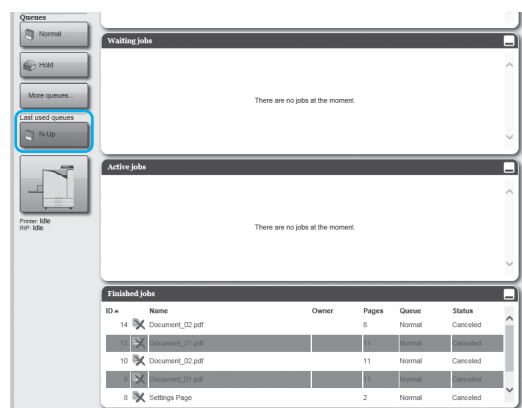 Queues
Normal
Hold
More queues...
Last used queues
N-Up
Printer: Idle
RIP: Idle
Waiting jobs
There are no jobs at the moment.
Active jobs
There are no jobs at the moment.
Finished jobs
ID Name Owner Pages Queue Status
14 Document_02.pdf 8 Normal Canceled
13 Document_01.pdf 11 Normal Canceled
10 Document_02.pdf 11 Normal Canceled
9 Document_01.pdf 11 Normal Canceled
8 Settings Page 2 Normal Canceled